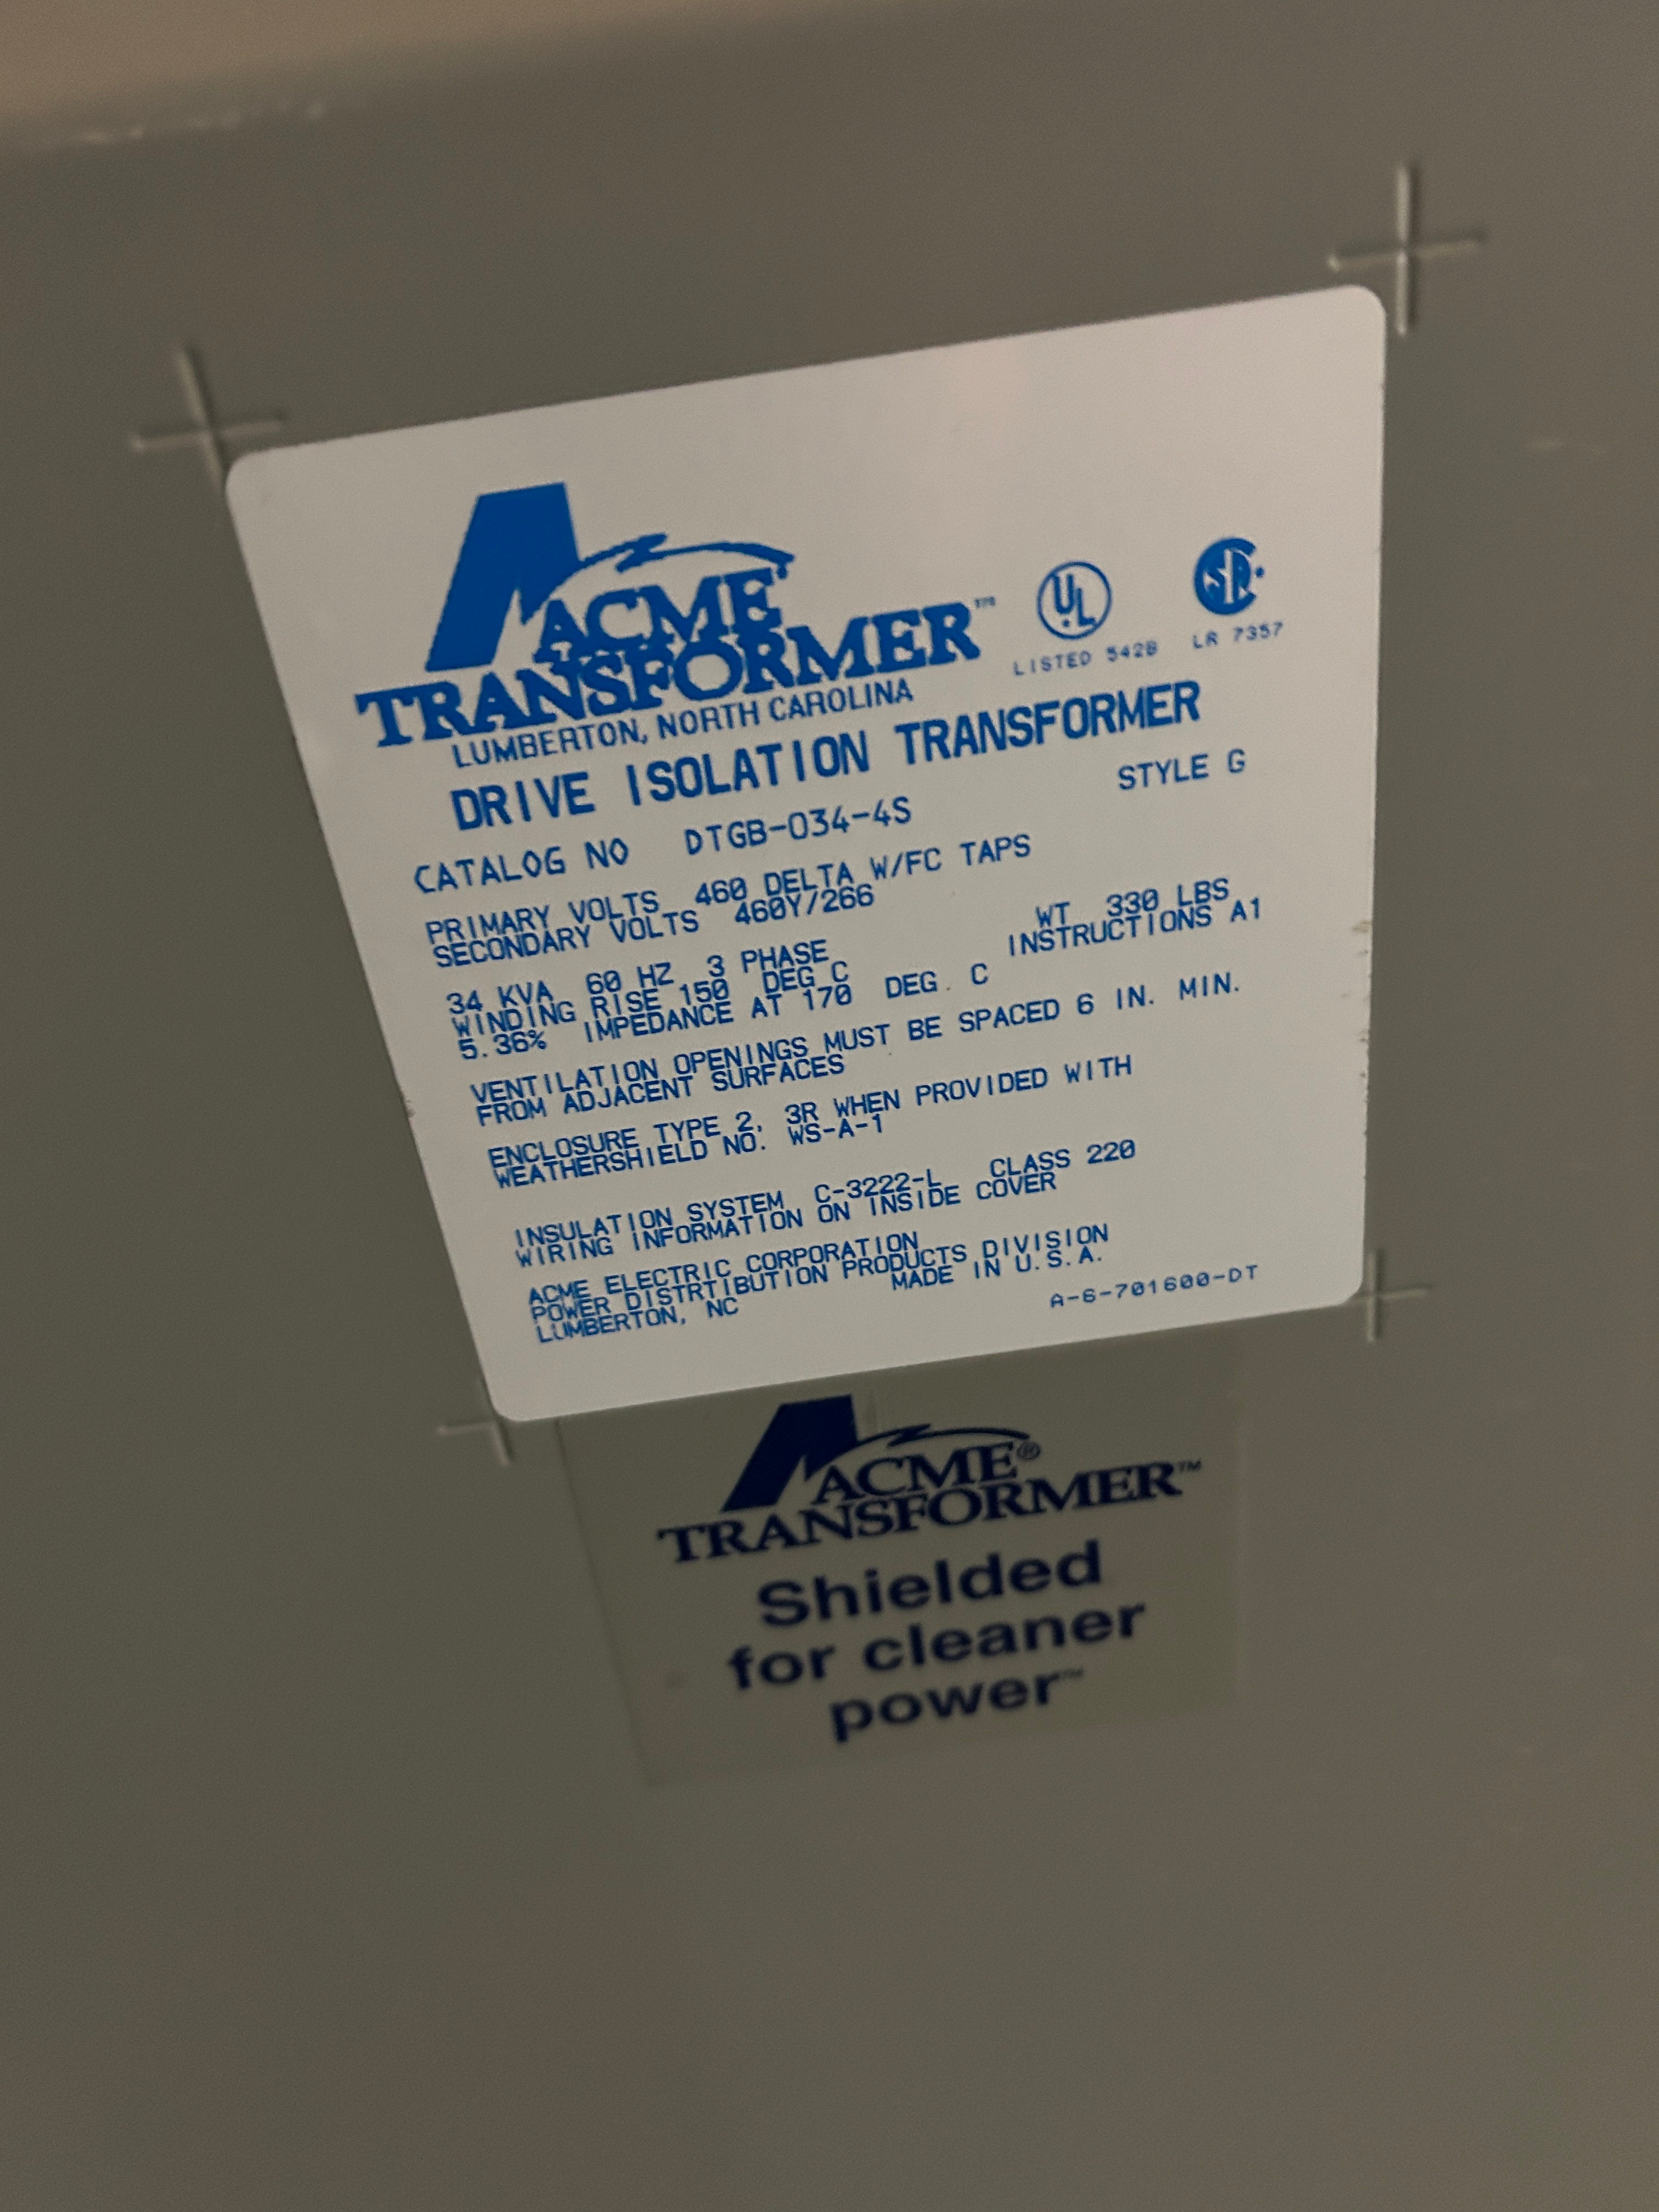 ACME
TRANSFORMER™
LUMBERTON, NORTH CAROLINA
UL
LISTED 542B
SA
LR 7357
DRIVE ISOLATION TRANSFORMER
CATALOG NO DTGB-034-4S STYLE G
PRIMARY VOLTS 460 DELTA W/FC TAPS
SECONDARY VOLTS 460Y/266
WT 330 LBS
34 KVA 60 HZ 3 PHASE INSTRUCTIONS A1
WINDING RISE 150 DEG C
5.36% IMPEDANCE AT 170 DEG. C
VENTILATION OPENINGS MUST BE SPACED 6 IN. MIN.
FROM ADJACENT SURFACES
ENCLOSURE TYPE 2, 3R WHEN PROVIDED WITH
WEATHERSHIELD NO. WS-A-1
INSULATION SYSTEM C-3222-L CLASS 220
WIRING INFORMATION ON INSIDE COVER
ACME ELECTRIC CORPORATION
POWER DISTRTIBUTION PRODUCTS DIVISION
LUMBERTON, NC MADE IN U.S.A.
A-6-701600-DT
ACME®
TRANSFORMER™
Shielded
for cleaner
power™